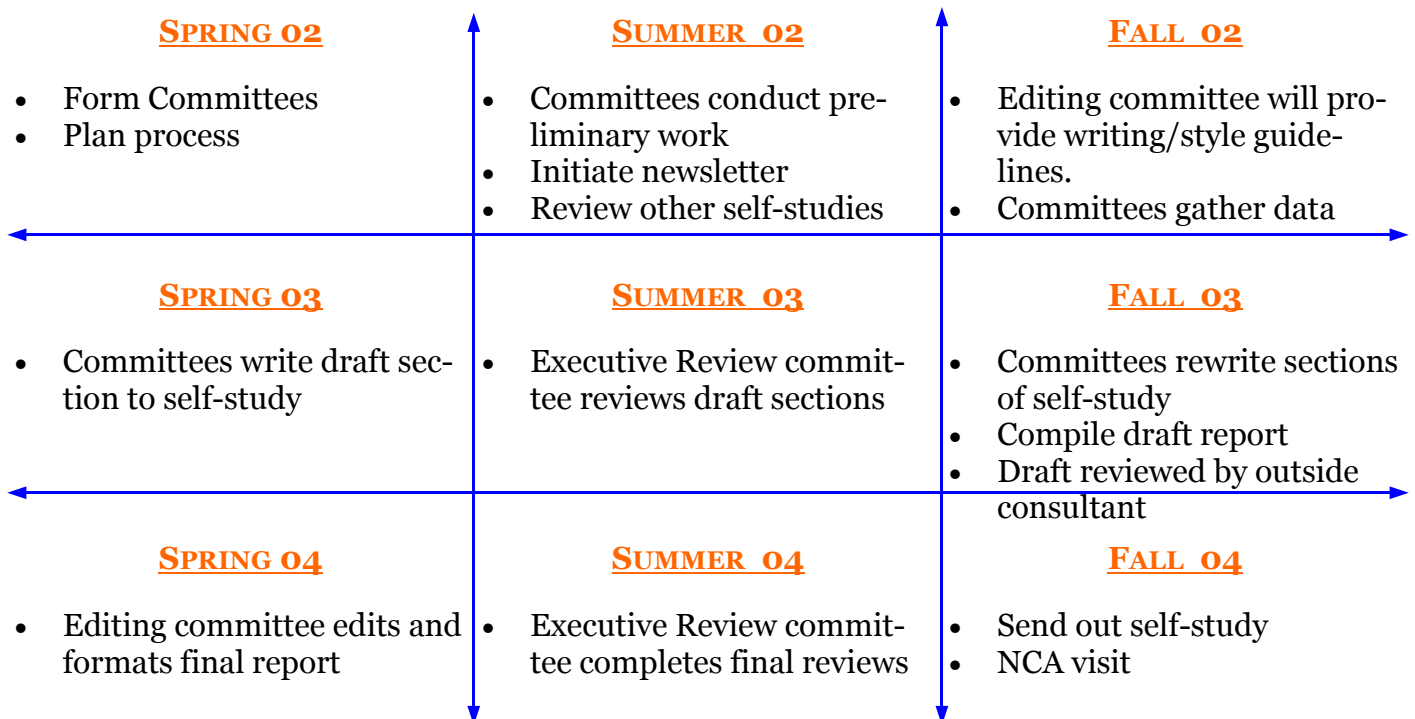 SPRING 02
• Form Committees
• Plan process
SUMMER 02
• Committees conduct pre-
liminary work
• Initiate newsletter
• Review other self-studies
FALL 02
• Editing committee will pro-
vide writing/style guide-
lines.
• Committees gather data
SPRING 03
• Committees write draft sec-
tion to self-study
SUMMER 03
• Executive Review commit-
tee reviews draft sections
FALL 03
• Committees rewrite sections
of self-study
• Compile draft report
• Draft reviewed by outside
consultant
SPRING 04
• Editing committee edits and
formats final report
SUMMER 04
• Executive Review commit-
tee completes final reviews
FALL 04
• Send out self-study
• NCA visit